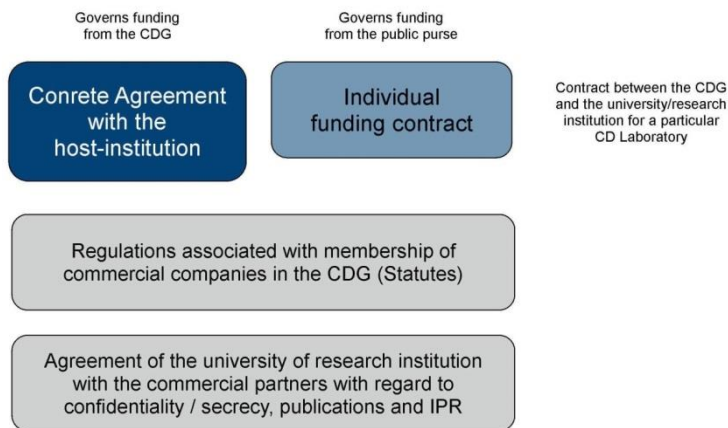 Governs funding
from the CDG
Governs funding
from the public purse
Conrete Agreement
with the
host-institution
Individual
funding contract
Contract between the CDG
and the university/research
institution for a particular
CD Laboratory
Regulations associated with membership of
commercial companies in the CDG (Statutes)
Agreement of the university of research institution
with the commercial partners with regard to
confidentiality / secrecy, publications and IPR